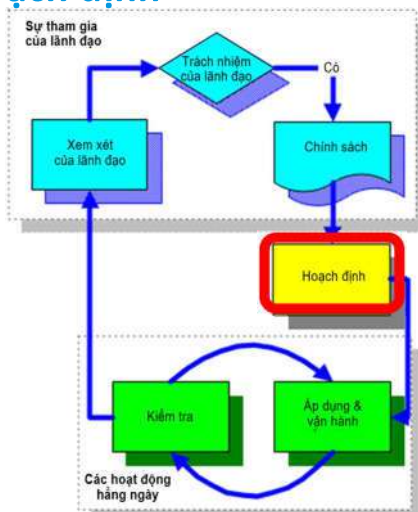 Sự tham gia
của lãnh đạo
Trách nhiệm
của lãnh đạo
Có
Xem xét
của lãnh đạo
Chính sách
Hoạch định
Kiểm tra
Áp dụng &
vận hành
Các hoạt động
hằng ngày